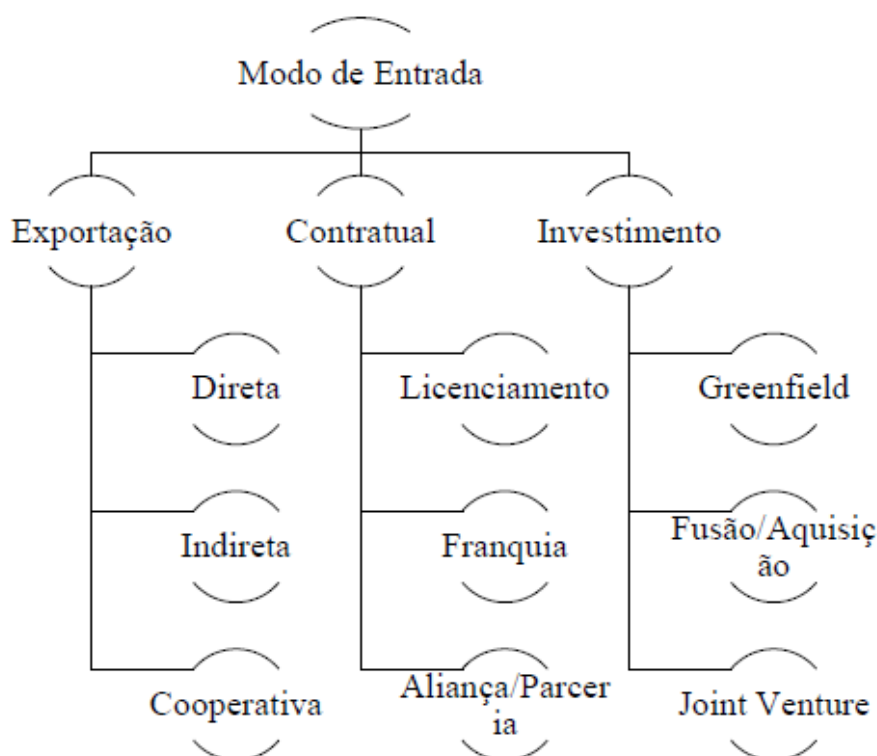 Modo de Entrada
Exportação
Contratual
Investimento
Direta
Licenciamento
Greenfield
Indireta
Franquia
Fusão/Aquisiç
ão
Cooperativa
Aliança/Parcer
ia
Joint Venture